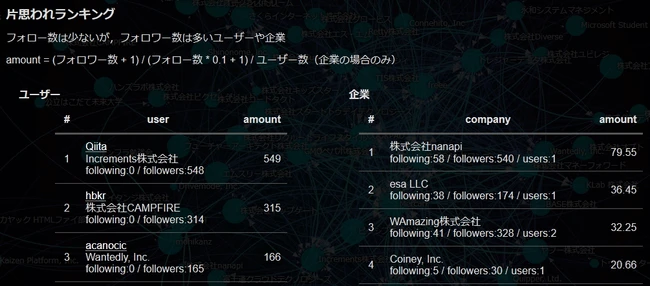 片思われランキング
フォロー数は少ないが，フォロワー数は多いユーザーや企業
amount = (フォロワー数 + 1) / (フォロー数 * 0.1 + 1) / ユーザー数（企業の場合のみ）
ユーザー
# user amount
1 Qiita 549
Increments株式会社
following:0 / followers:548
2 hbkr 315
株式会社CAMPFIRE
following:0 / followers:314
3 acanocic 166
Wantedly, Inc.
following:0 / followers:165
企業
# company amount
1 株式会社nanapi 79.55
following:58 / followers:540 / users:1
2 esa LLC 36.45
following:38 / followers:174 / users:1
3 WAmazing株式会社 32.25
following:41 / followers:328 / users:2
4 Coiney, Inc. 20.66
following:5 / followers:30 / users:1